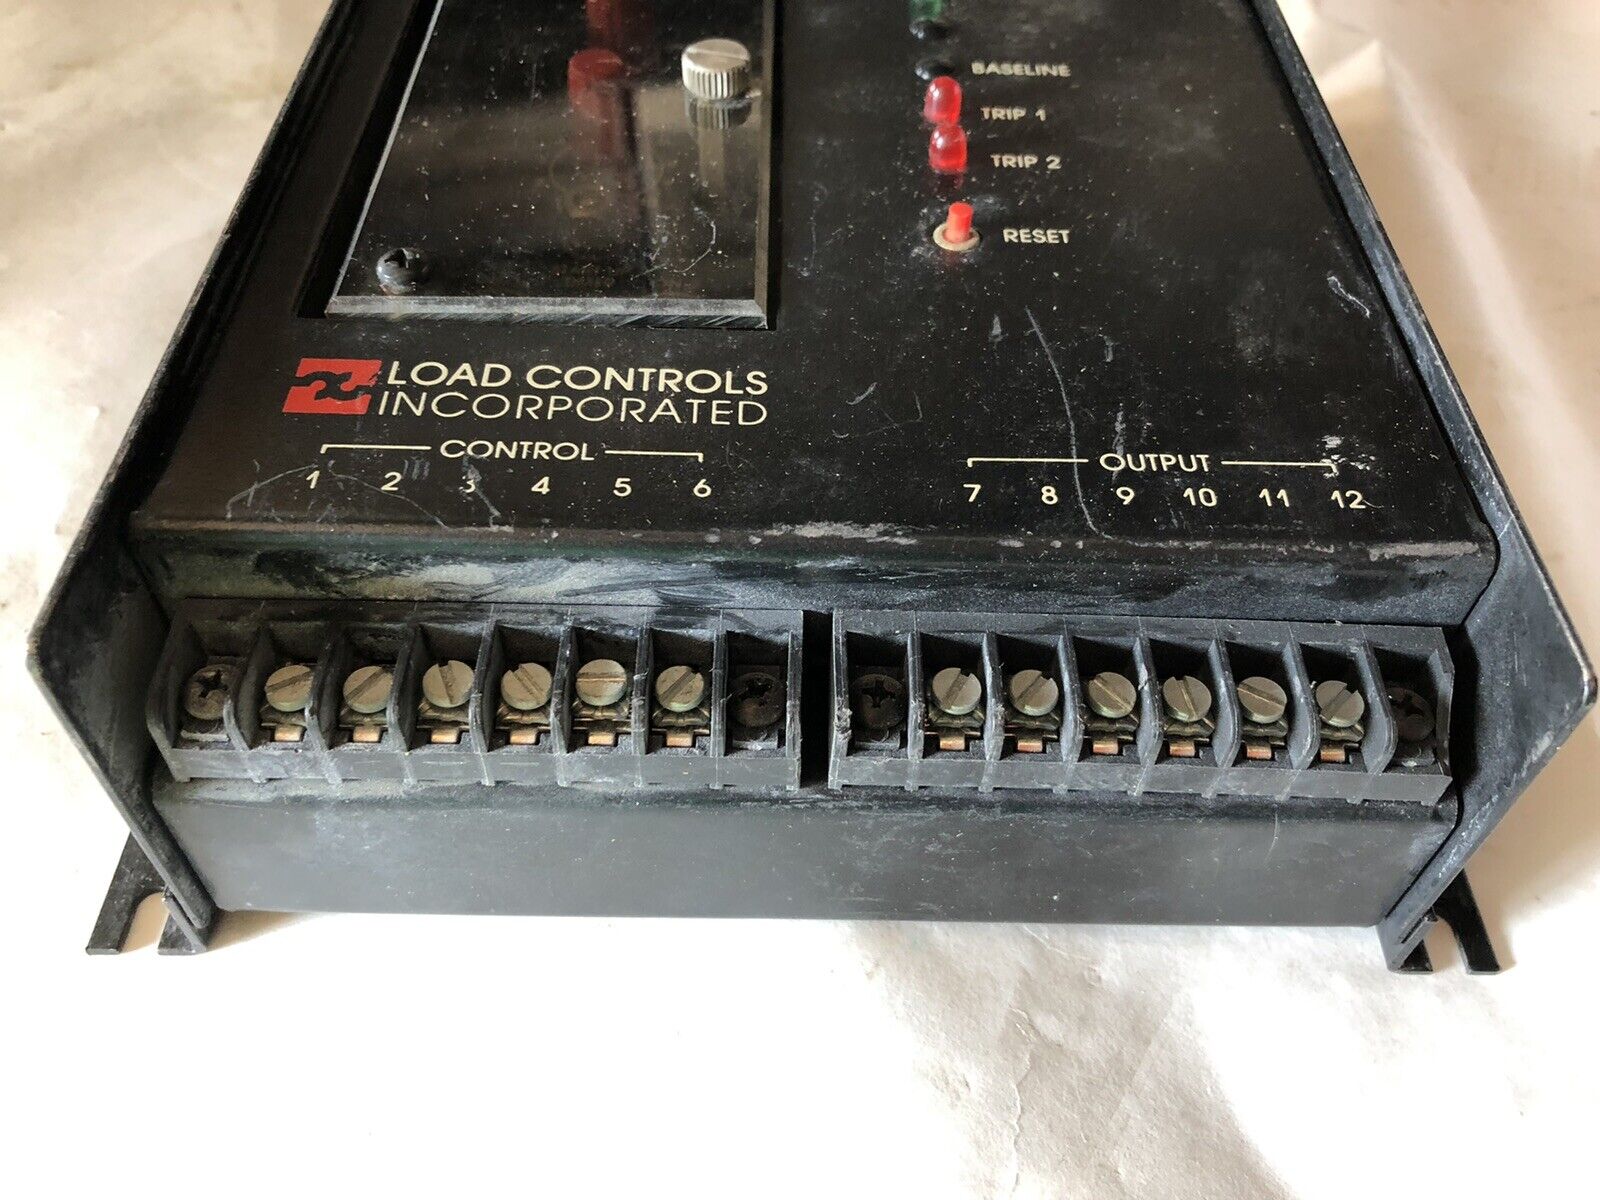 BASELINE
TRIP 1
TRIP 2
RESET
LOAD CONTROLS
INCORPORATED
CONTROL
1 2 3 4 5 6
OUTPUT
7 8 9 10 11 12